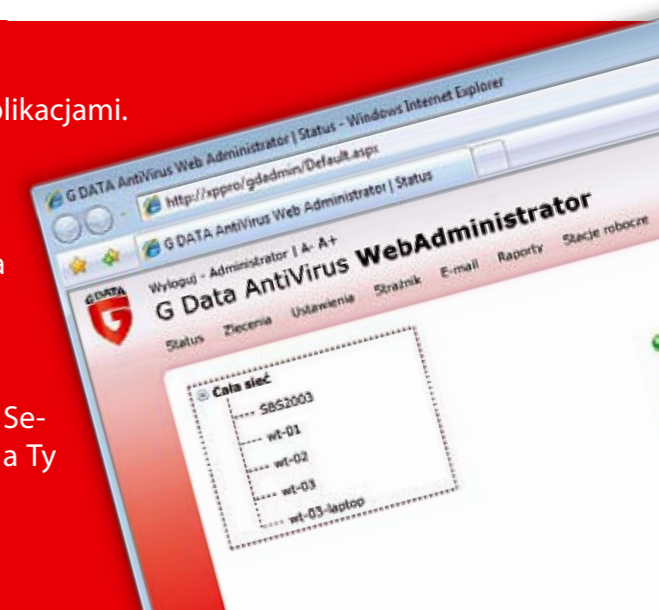 plikacjami.
a
Se-
a Ty
G DATA AntiVirus Web Administrator | Status - Windows Internet Explorer
http://xppro/gdadmin/Default.aspx
G DATA AntiVirus Web Administrator | Status
Wyloguj - Administrator | A- A+
G DATA
G Data AntiVirus WebAdministrator
Status Zlecenia Ustawienia Strażnik E-mail Raporty Stacje robocze
Cała sieć
SBS2003
wt-01
wt-02
wt-03
wt-03-laptop